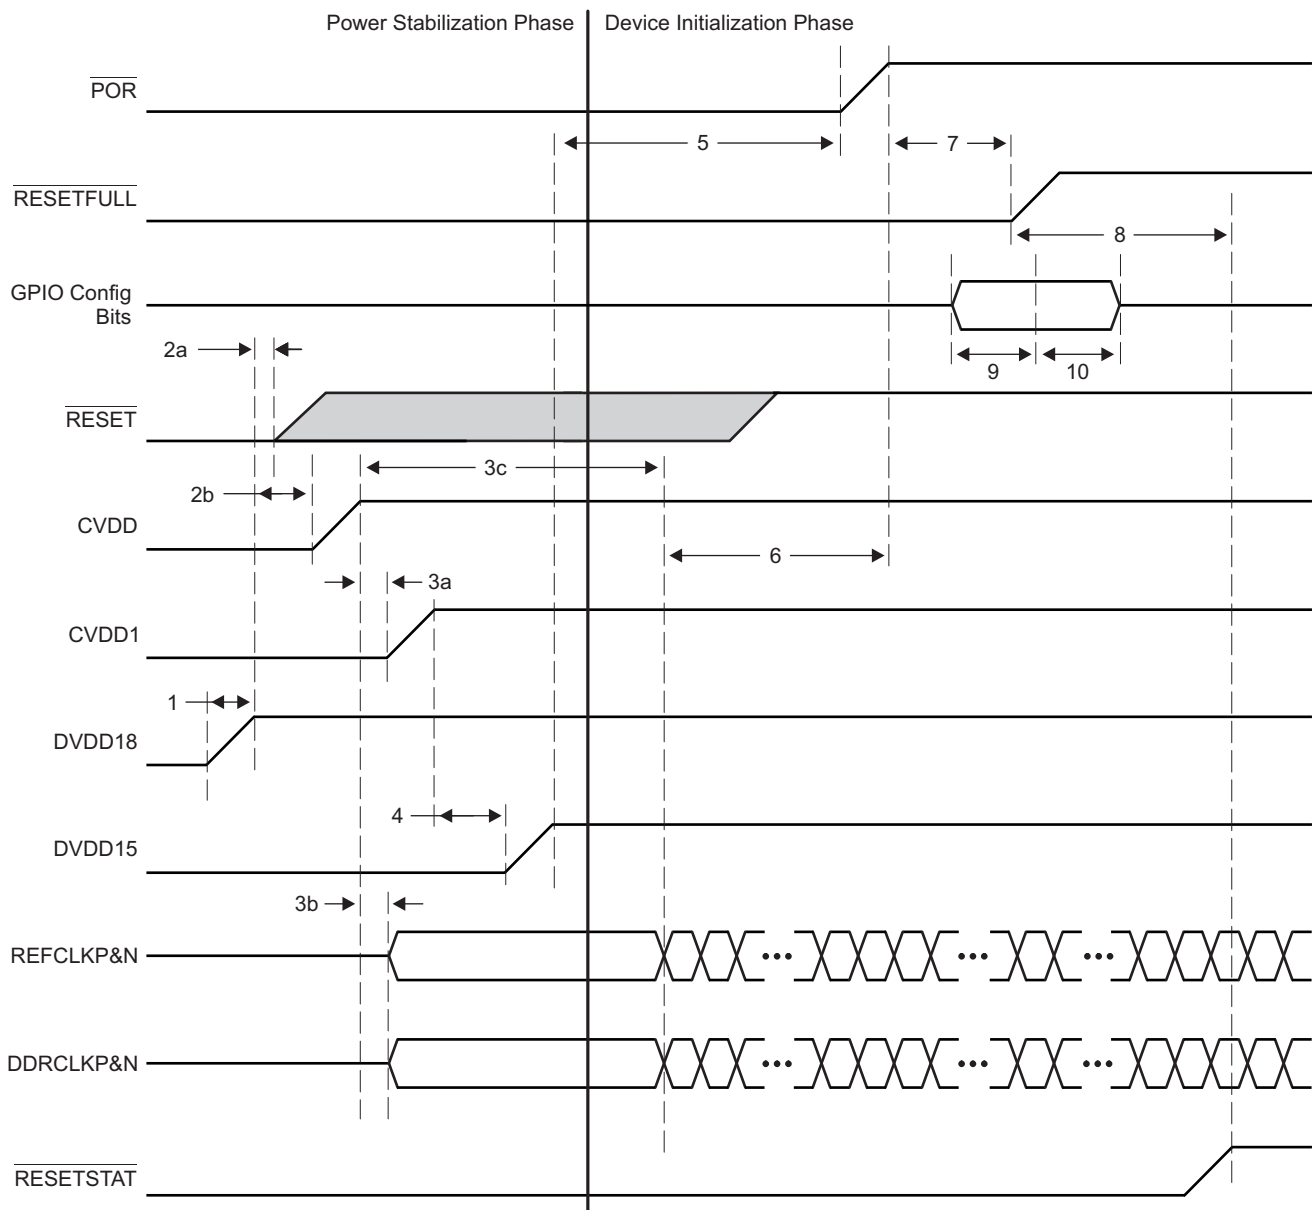 Power Stabilization Phase
Device Initialization Phase
POR
5
7
RESETFULL
8
GPIO Config
Bits
2a
9
10
RESET
3c
2b
CVDD
6
3a
CVDD1
1
DVDD18
4
DVDD15
3b
REFCLKP&N
DDRCLKP&N
RESETSTAT